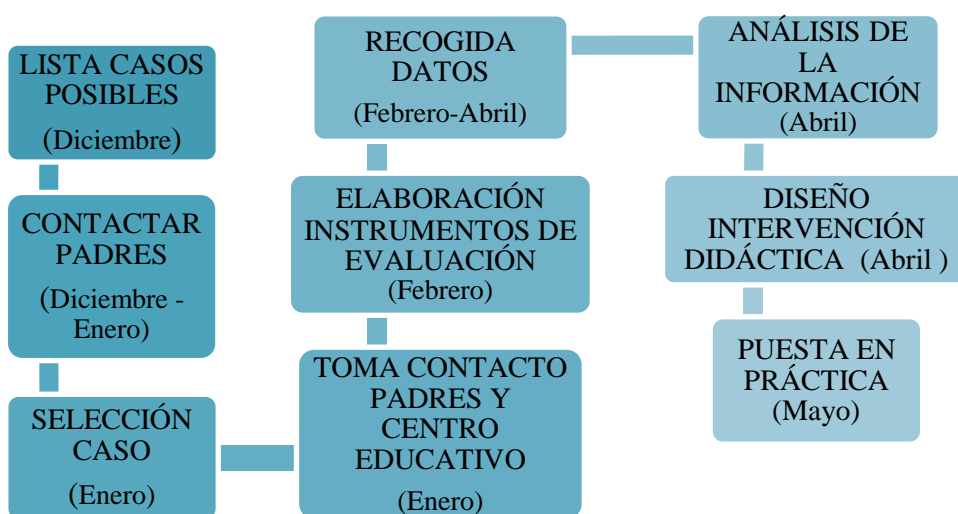 LISTA CASOS
POSIBLES
(Diciembre)
CONTACTAR
PADRES
(Diciembre -
Enero)
SELECCIÓN
CASO
(Enero)
TOMA CONTACTO
PADRES Y
CENTRO
EDUCATIVO
(Enero)
ELABORACIÓN
INSTRUMENTOS DE
EVALUACIÓN
(Febrero)
RECOGIDA
DATOS
(Febrero-Abril)
ANÁLISIS DE
LA
INFORMACIÓN
(Abril)
DISEÑO
INTERVENCIÓN
DIDÁCTICA (Abril )
PUESTA EN
PRÁCTICA
(Mayo)